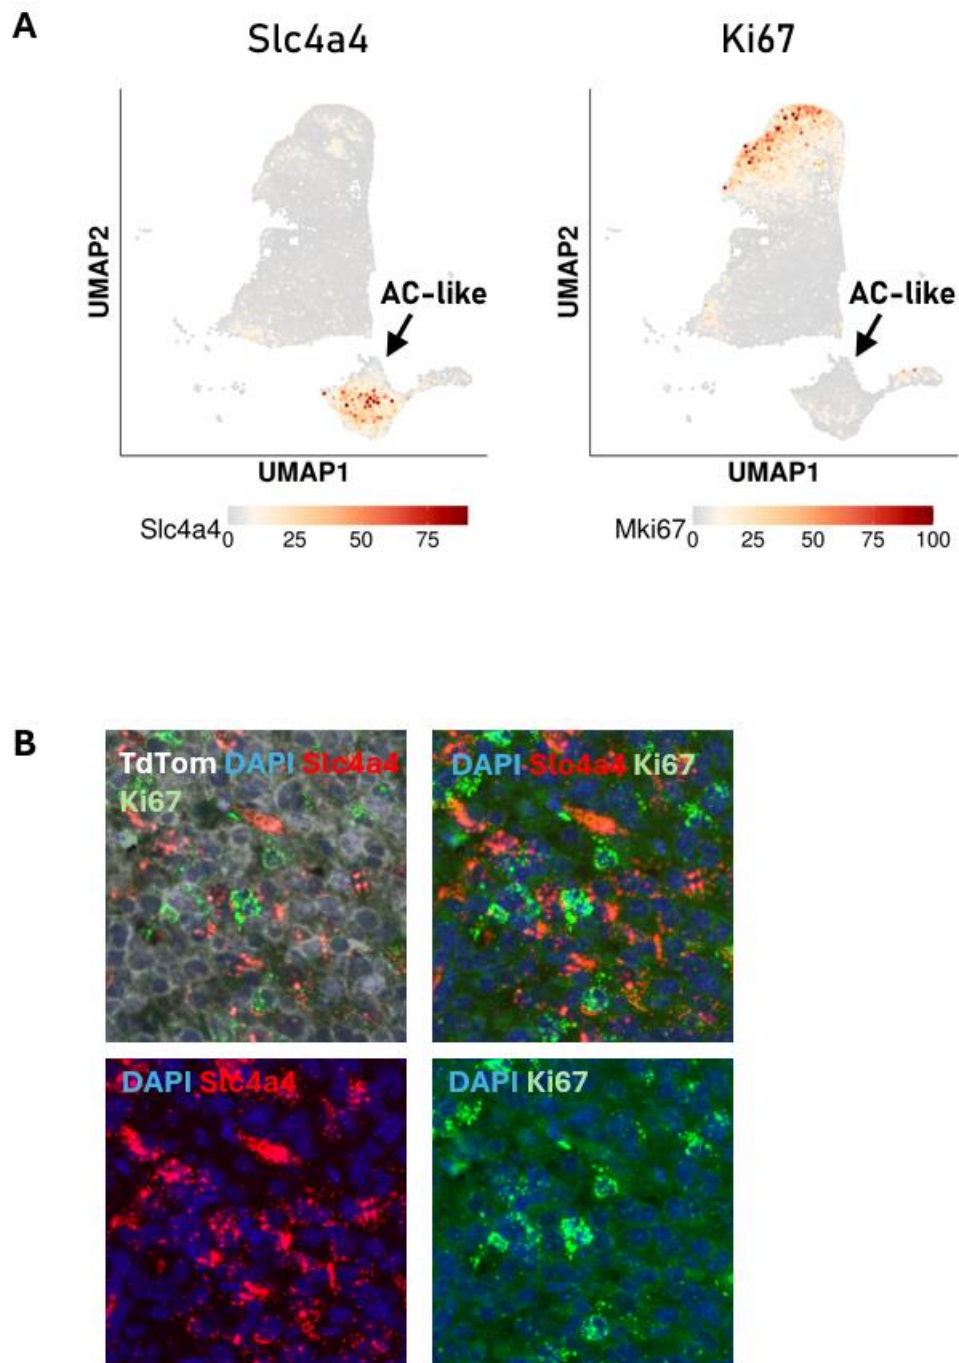 A
Slc4a4
Ki67
UMAP2
AC-like
UMAP1
Slc4a4
0 25 50 75
UMAP2
AC-like
UMAP1
Mki67
0 25 50 75 100
B
TdTom DAPI Slc4a4
Ki67
DAPI Slc4a4 Ki67
DAPI Slc4a4
DAPI Ki67